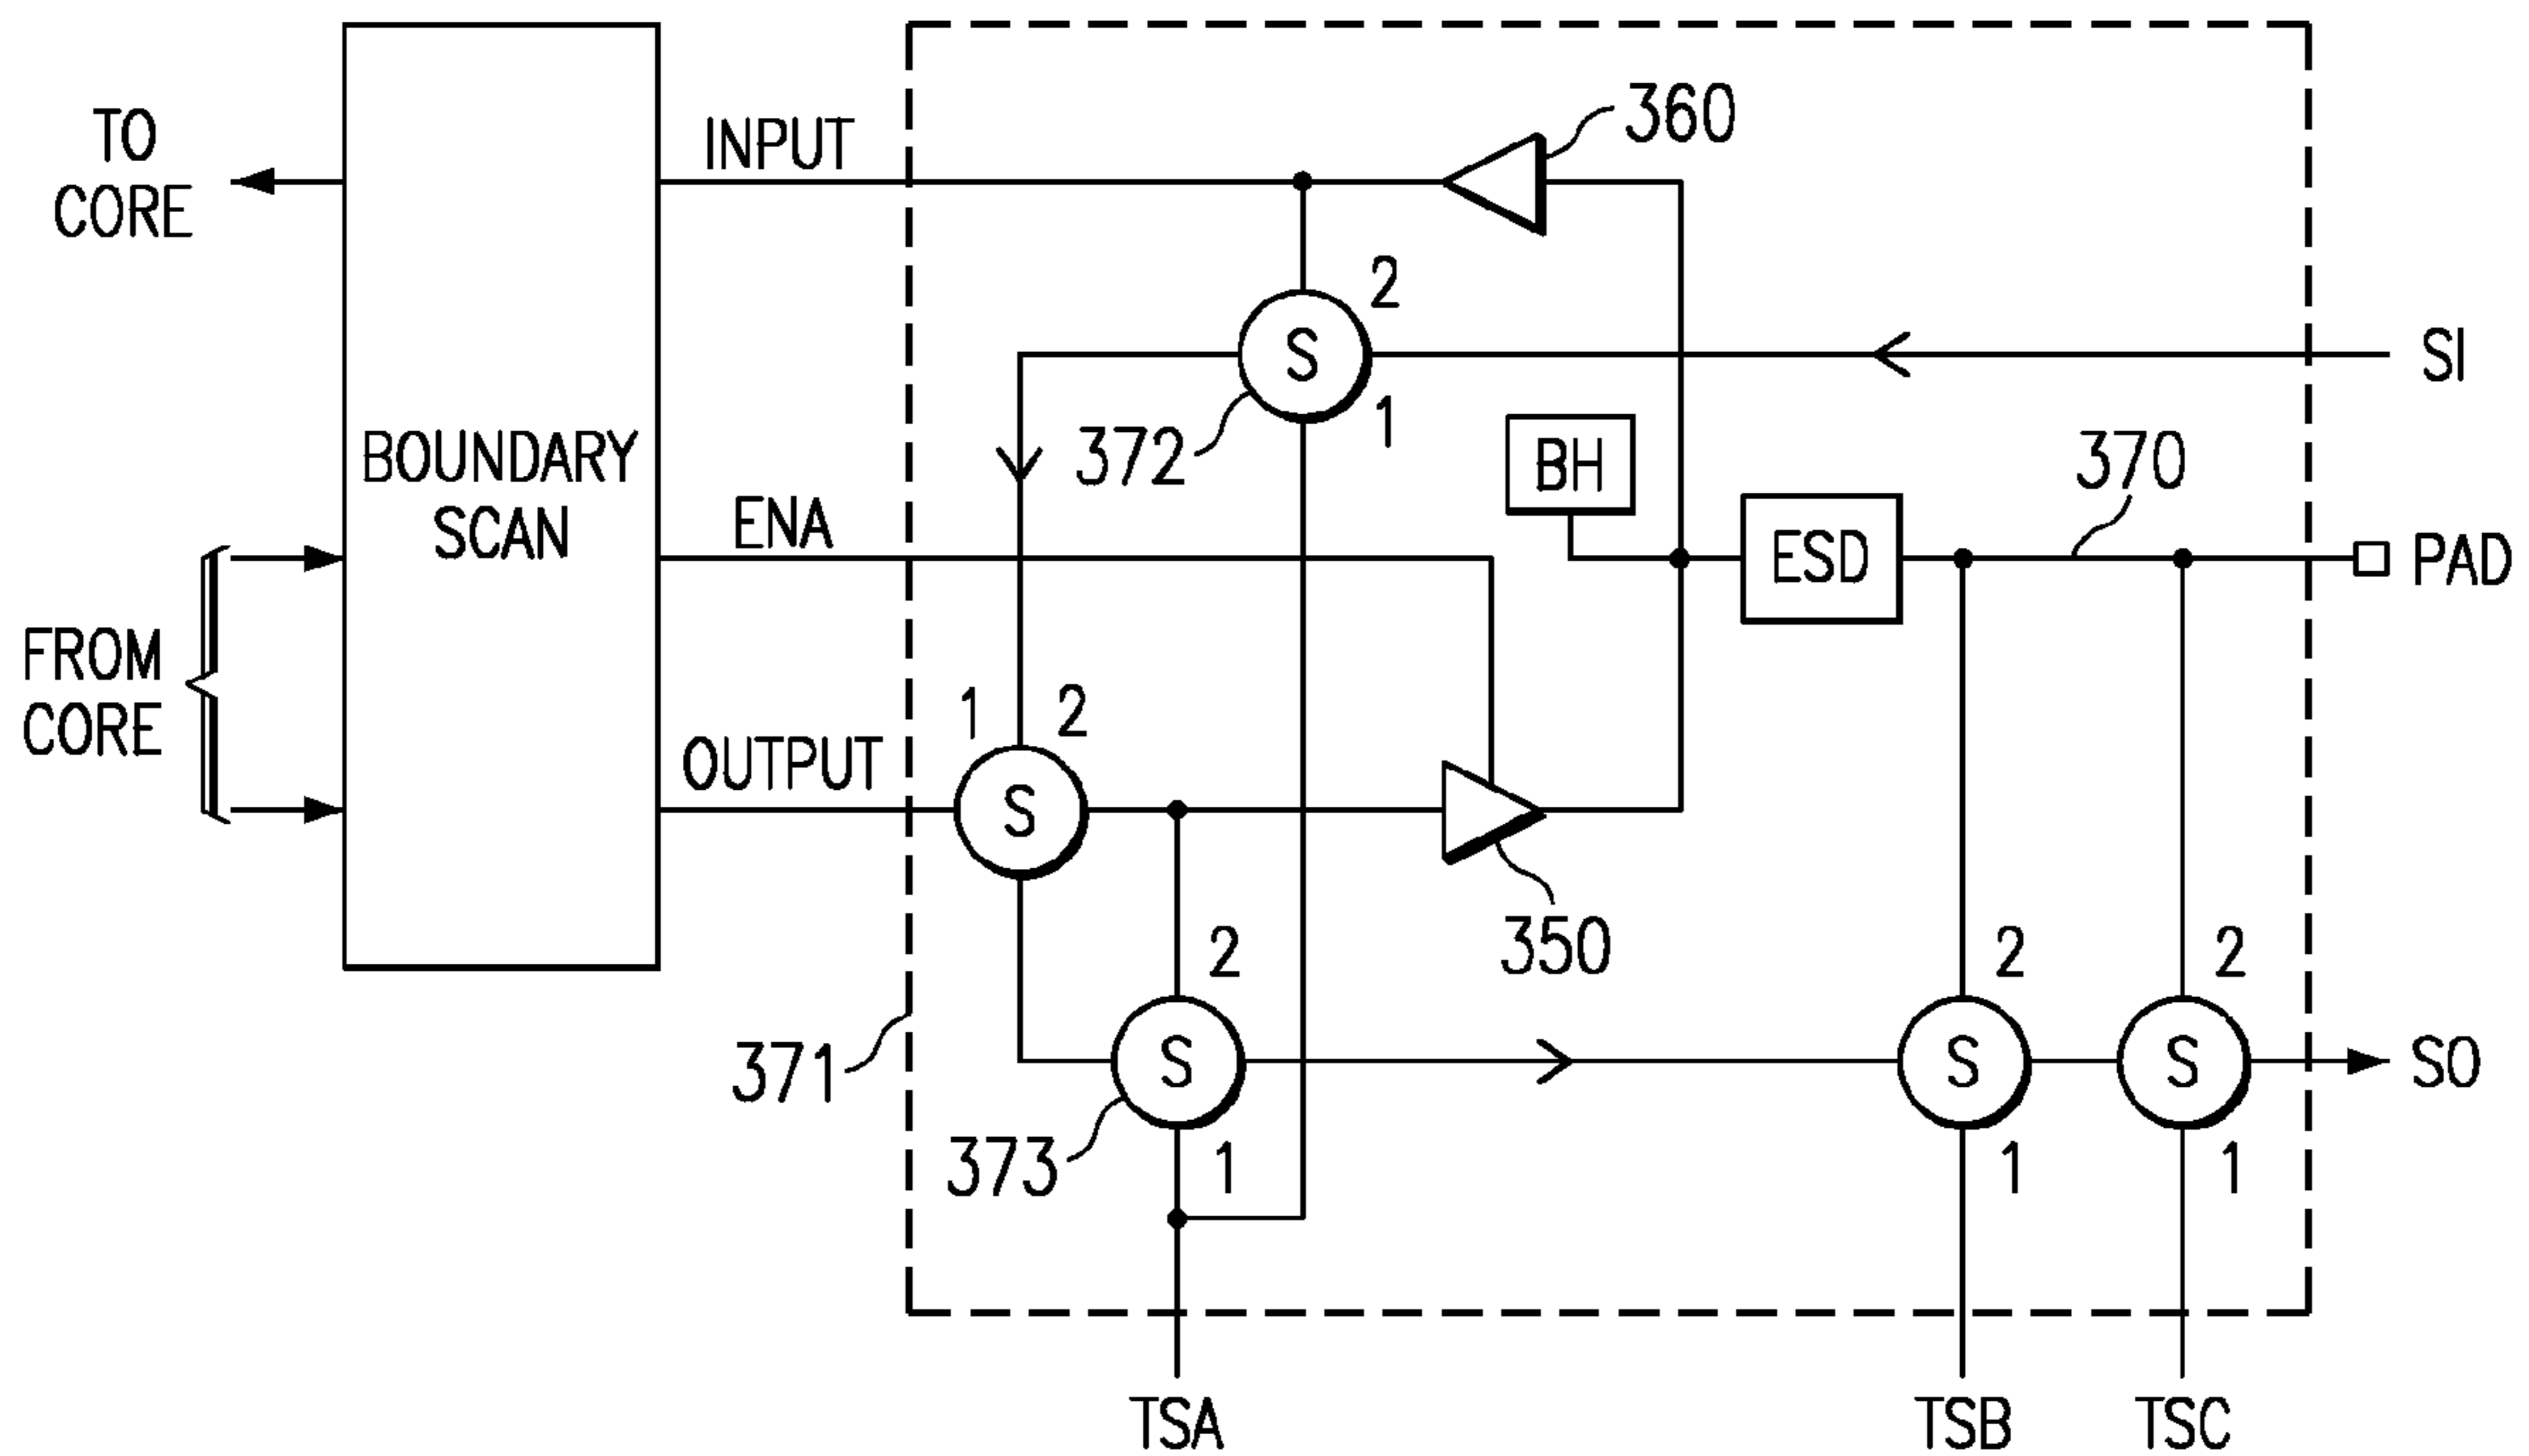 TO
CORE
INPUT
360
2
S
SI
1
372
BOUNDARY
SCAN
BH
370
ENA
ESD
PAD
FROM
CORE
1
2
OUTPUT
S
350
2
2
2
371
S
S
S
SO
373
1
1
1
TSA
TSB
TSC